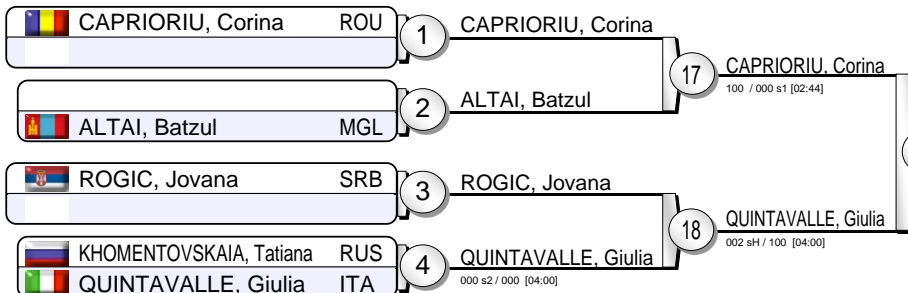 CAPRIORIU, Corina ROU
1
CAPRIORIU, Corina
ALTAI, Batzul MGL
2
ALTAI, Batzul
17
CAPRIORIU, Corina
100 / 000 s1 [02:44]
ROGIC, Jovana SRB
3
ROGIC, Jovana
KHOMENTOVSKAIA, Tatiana RUS
QUINTAVALLE, Giulia ITA
4
QUINTAVALLE, Giulia
000 s2 / 000 [04:00]
18
QUINTAVALLE, Giulia
002 sH / 100 [04:00]